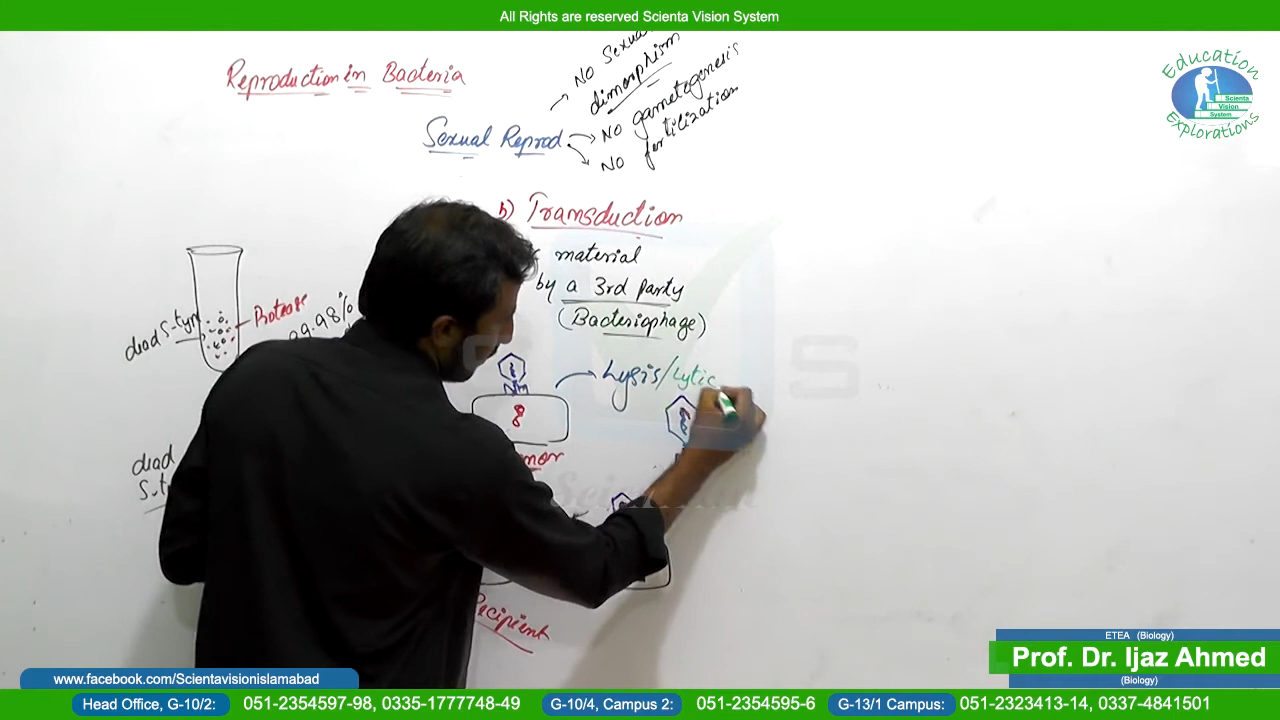 All Rights are reserved Scienta Vision System
Reproduction in Bacteria
Sexual Reprod
No Sexual
dimorphism
No gametogenesis
No fertilization
Education
Scienta
Vision
System
Explorations
b) Transduction
material
by a 3rd party
(Bacteriophage)
dead S-type
Protease
99.98%
Lysis/Lytic
dead
Recipient
ETEA (Biology)
Prof. Dr. Ijaz Ahmed
(Biology)
www.facebook.com/Scientavisionislamabad
Head Office, G-10/2: 051-2354597-98, 0335-1777748-49 G-10/4, Campus 2: 051-2354595-6 G-13/1 Campus: 051-2323413-14, 0337-4841501